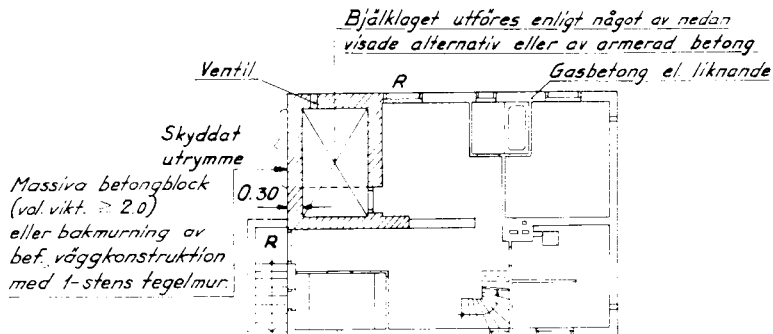 Bjälklaget utföres enligt något av nedan
visade alternativ eller av armerad betong
Ventil
R
Gasbetong el. liknande
Skyddat
utrymme
Massiva betongblock
(vol. vikt. ≥ 2.0)
eller bakmurning av
bef. väggkonstruktion
med 1-stens tegelmur.
0.30
R